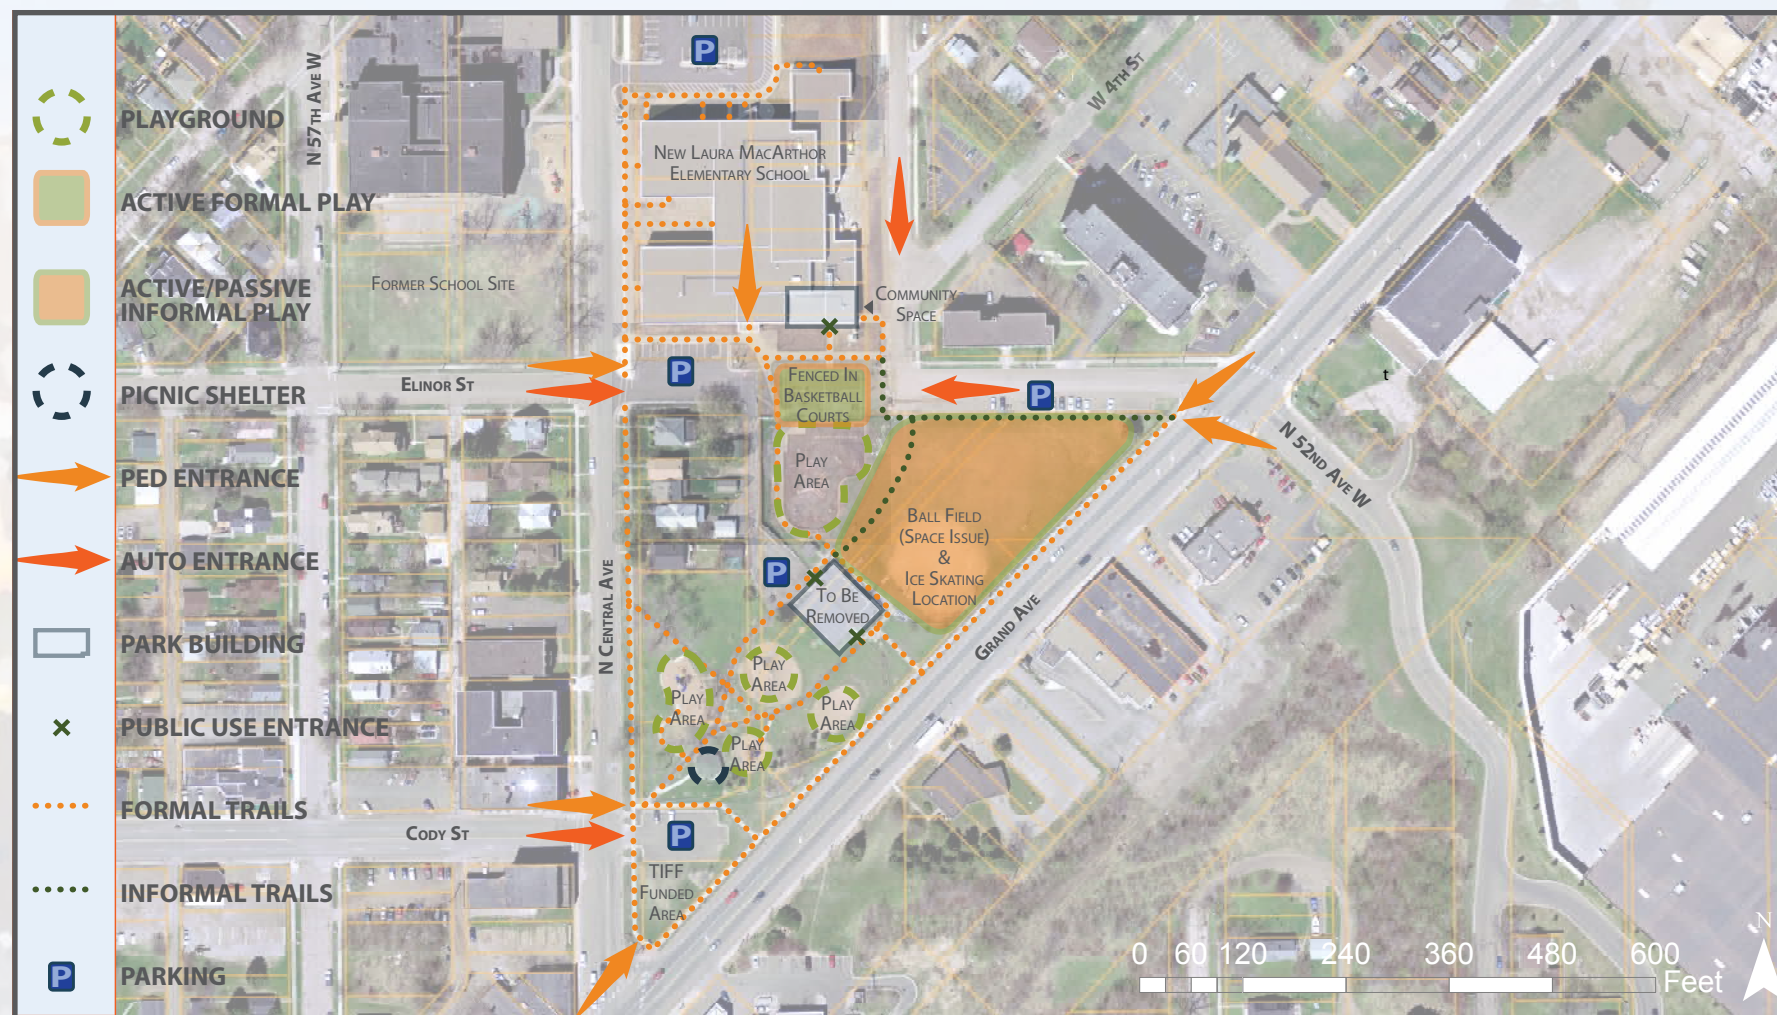 PLAYGROUND
ACTIVE FORMAL PLAY
ACTIVE/PASSIVE
INFORMAL PLAY
PICNIC SHELTER
PED ENTRANCE
AUTO ENTRANCE
PARK BUILDING
PUBLIC USE ENTRANCE
FORMAL TRAILS
INFORMAL TRAILS
P
PARKING
N 57TH AVE W
P
W 4TH ST
NEW LAURA MACARTHOR
ELEMENTARY SCHOOL
FORMER SCHOOL SITE
COMMUNITY
SPACE
ELINOR ST
P
FENCED IN
BASKETBALL
COURTS
P
t
N 52ND AVE W
PLAY
AREA
BALL FIELD
(SPACE ISSUE)
&
ICE SKATING
LOCATION
P
TO BE
REMOVED
N CENTRAL AVE
GRAND AVE
PLAY
AREA
PLAY
AREA
PLAY
AREA
PLAY
AREA
CODY ST
P
TIFF
FUNDED
AREA
0 60 120 240 360 480 600
Feet
N